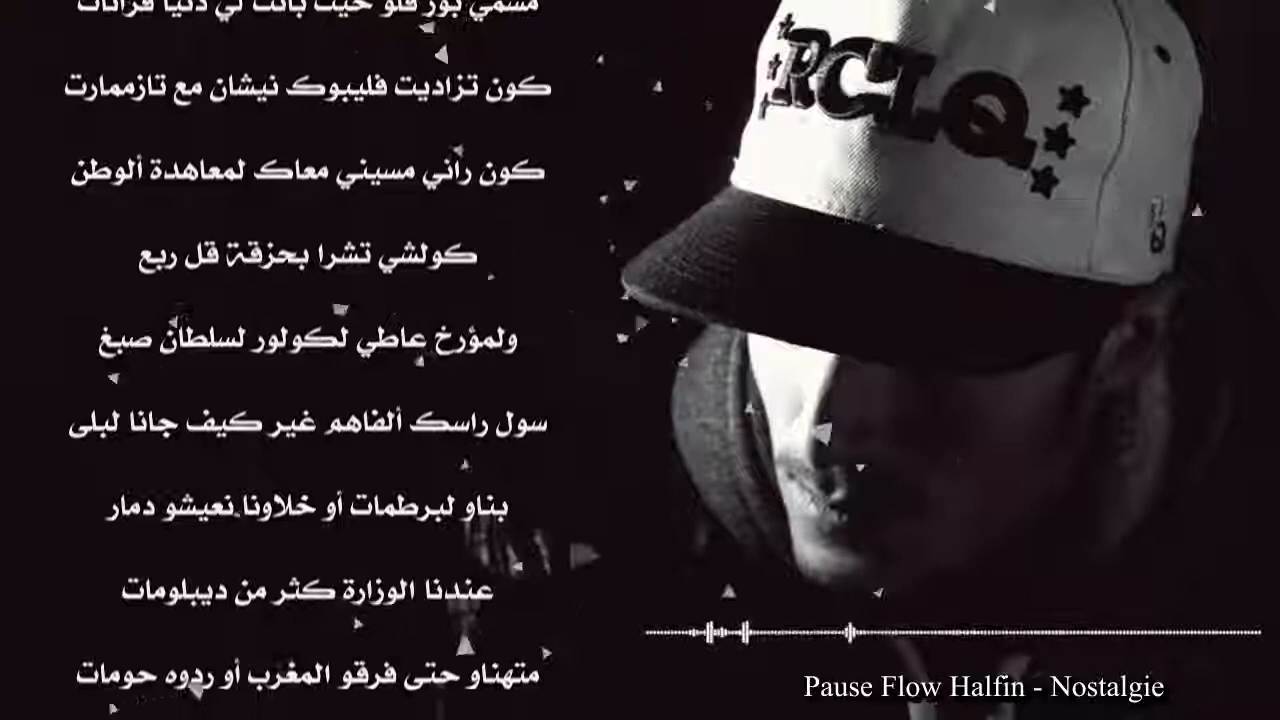 كون تزاديت فليبوك نيشان مع تازممارت
كون راني مسيني معاك لمعاهدة ألوطن
كولشي تشرا بحزقة قل ربع
ولمؤرخ عاطي لكولور لسلطان صبغ
سول راسك ألفاهم غير كيف جانا لبلى
بناو لبرطمات أو خلاونا نعيشو دمار
عندنا الوزارة كثر من ديبلومات
متهناو حتى فرقو المغرب أو ردوه حومات
RCLQ
Pause Flow Halfin - Nostalgie